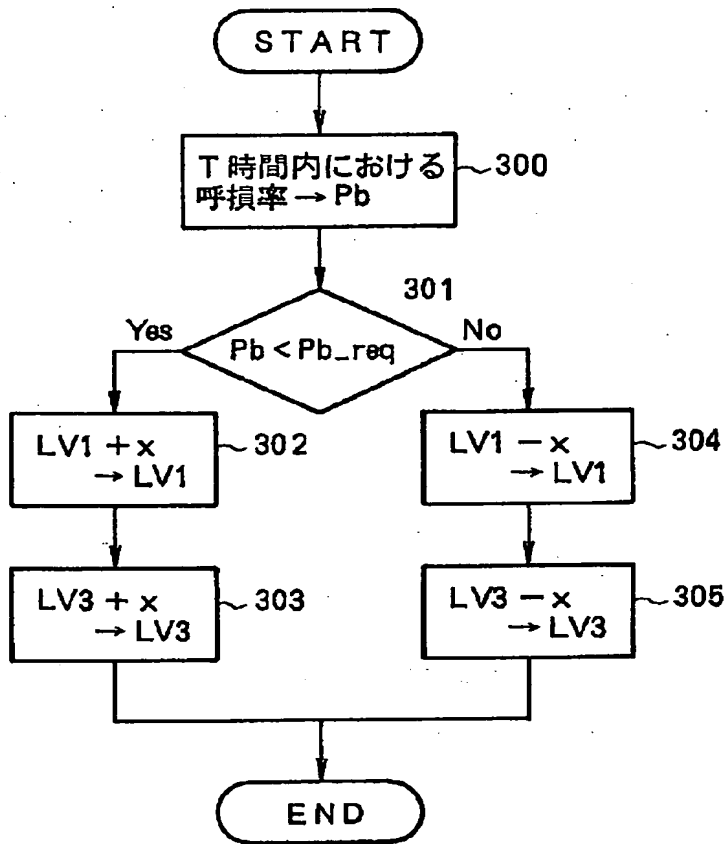 START
T時間内における
呼損率→Pb
300
301
Yes
Pb < Pb_req
No
LV1 + x
→ LV1
302
LV1 − x
→ LV1
304
LV3 + x
→ LV3
303
LV3 − x
→ LV3
305
END